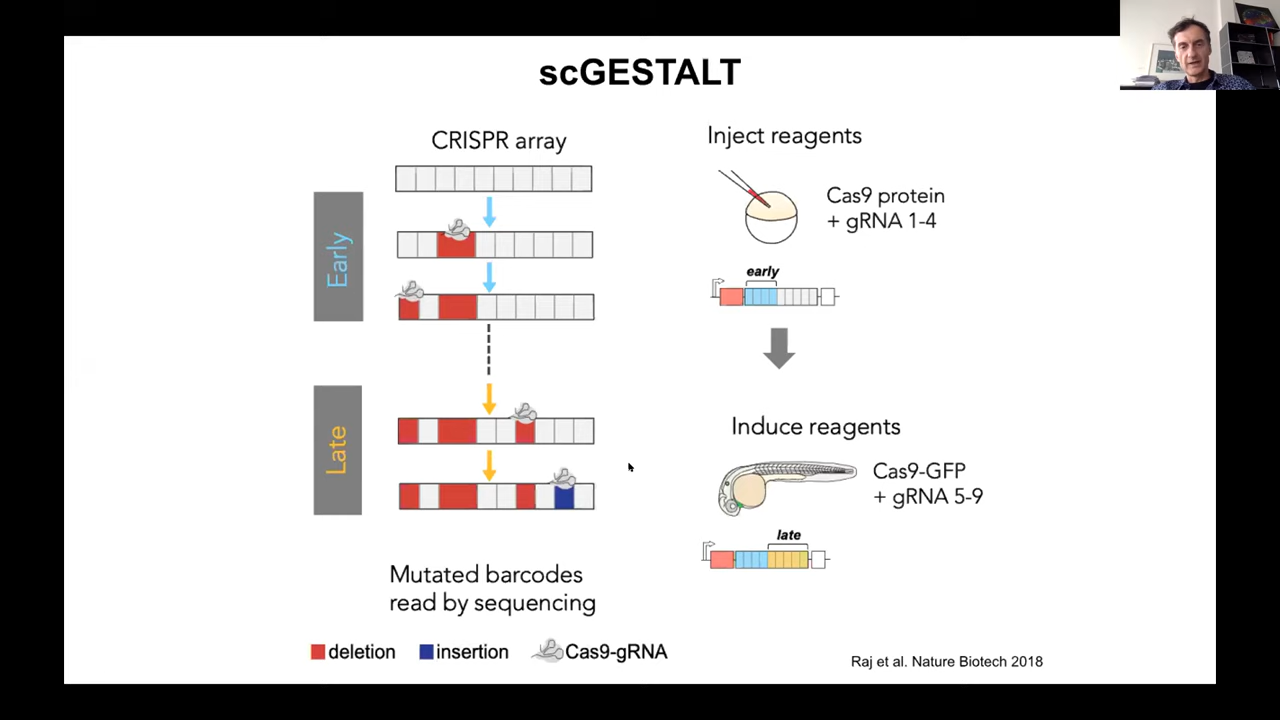 scGESTALT
CRISPR array
Early
Late
Mutated barcodes
read by sequencing
deletion
insertion
Cas9-gRNA
Inject reagents
Cas9 protein
+ gRNA 1-4
early
Induce reagents
Cas9-GFP
+ gRNA 5-9
late
Raj et al. Nature Biotech 2018